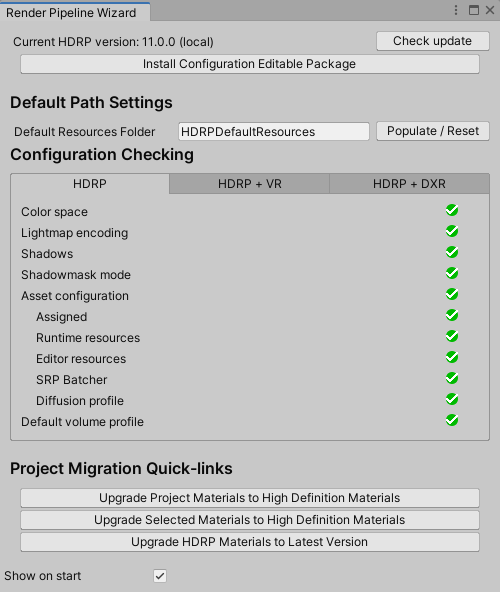 Render Pipeline Wizard
Current HDRP version: 11.0.0 (local) Check update
Install Configuration Editable Package
Default Path Settings
Default Resources Folder HDRPDefaultResources Populate / Reset
Configuration Checking
HDRP HDRP + VR HDRP + DXR
Color space
Lightmap encoding
Shadows
Shadowmask mode
Asset configuration
Assigned
Runtime resources
Editor resources
SRP Batcher
Diffusion profile
Default volume profile
Project Migration Quick-links
Upgrade Project Materials to High Definition Materials
Upgrade Selected Materials to High Definition Materials
Upgrade HDRP Materials to Latest Version
Show on start